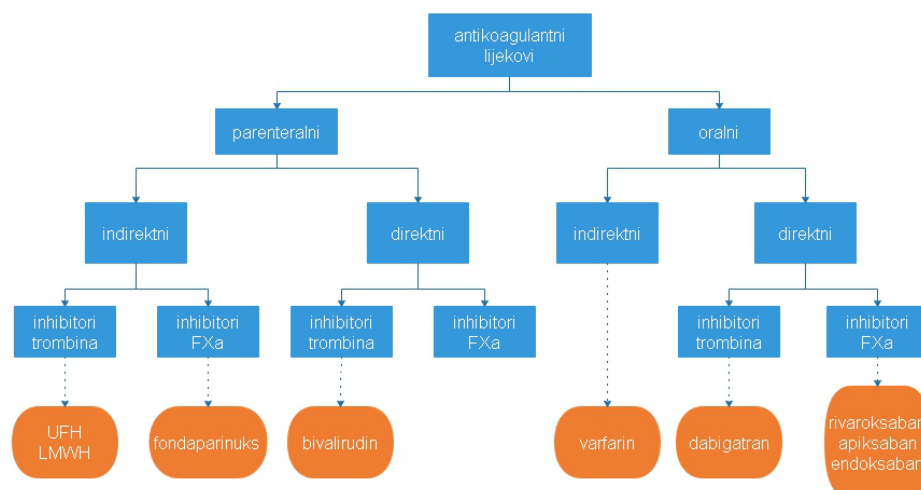 antikoagulantni
lijekovi
parenteralni
oralni
indirektni
direktni
indirektni
direktni
inhibitori
trombina
inhibitori
FXa
inhibitori
trombina
inhibitori
FXa
inhibitori
trombina
inhibitori
FXa
UFH
LMWH
fondaparinuks
bivalirudin
varfarin
dabigatran
rivaroksaban
apiksaban
endoksaban